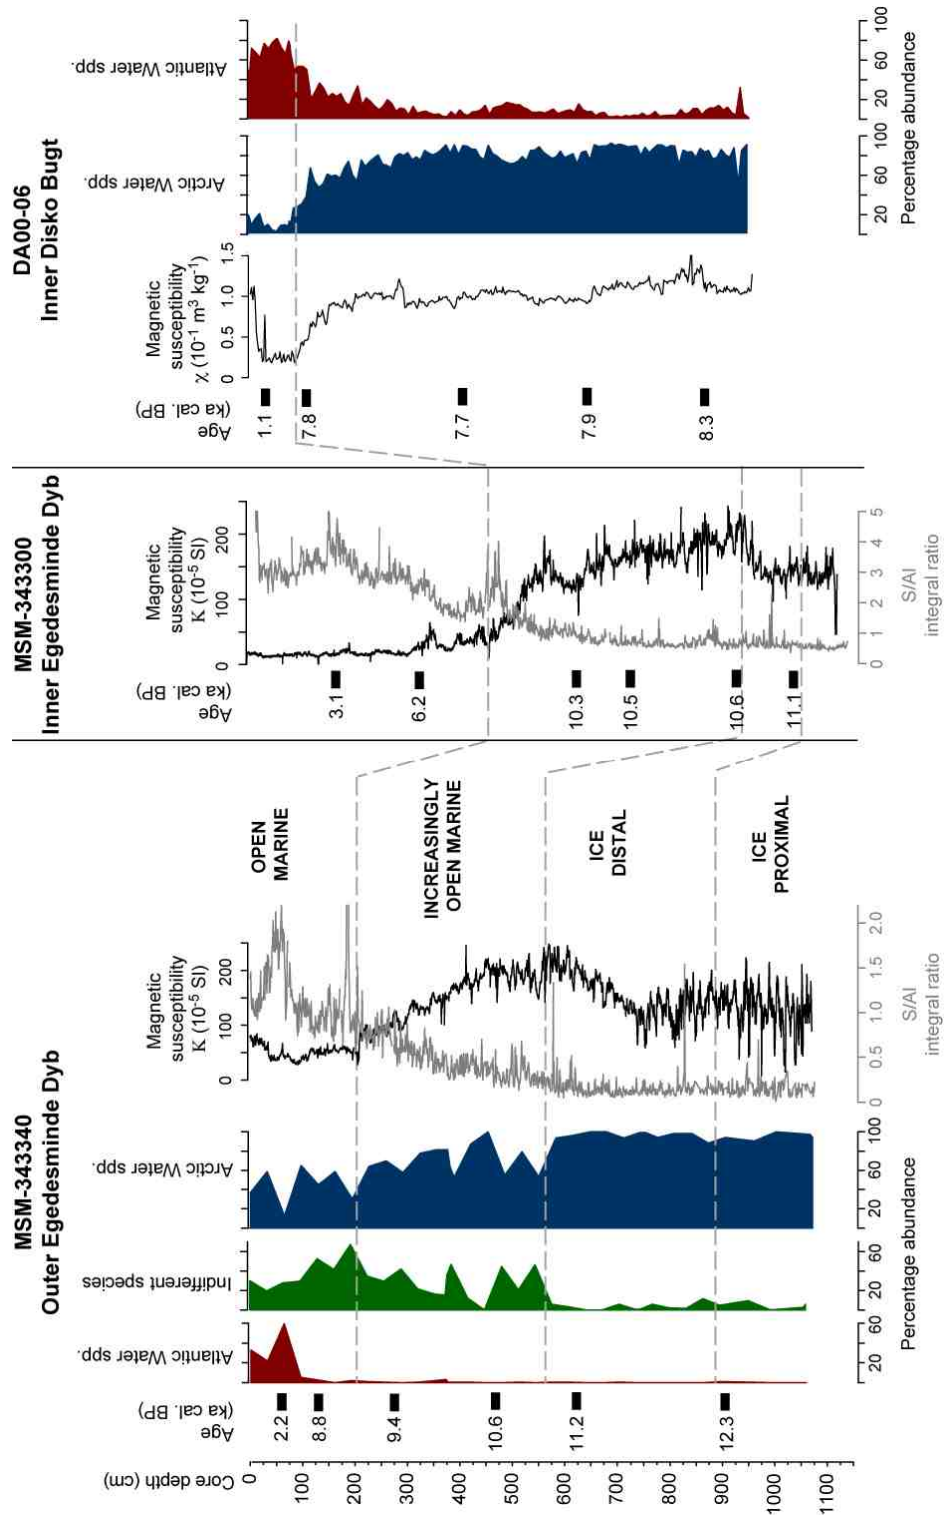 MSM-343340
Outer Egedesminde Dyb
Core depth (cm)
0
100
200
300
400
500
600
700
800
900
1000
1100
Age
(ka cal. BP)
2.2
8.8
9.4
10.6
11.2
12.3
Atlantic Water spp.
20
60
Indifferent species
20
60
Arctic Water spp.
20
60
100
Percentage abundance
Magnetic
susceptibility
K (10-5 SI)
0
100
200
0
0.5
1.0
1.5
2.0
S/Al
integral ratio
OPEN
MARINE
INCREASINGLY
OPEN MARINE
ICE
DISTAL
ICE
PROXIMAL
MSM-343300
Inner Egedesminde Dyb
Age
(ka cal. BP)
3.1
6.2
10.3
10.5
10.6
11.1
Magnetic
susceptibility
K (10-5 SI)
0
100
200
0
1
2
3
4
5
S/Al
integral ratio
DA00-06
Inner Disko Bugt
Age
(ka cal. BP)
1.1
7.8
7.7
7.9
8.3
Magnetic
susceptibility
χ (10-1 m3 kg-1)
0
0.5
1.0
1.5
Arctic Water spp.
20
60
100
Atlantic Water spp.
20
60
100
Percentage abundance